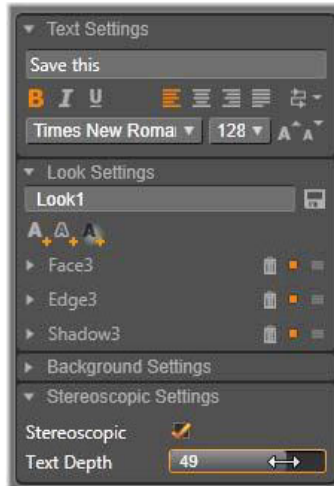 Text Settings
Save this
B I U
Times New Roma 128 A A
Look Settings
Look1
A A A
Face3
Edge3
Shadow3
Background Settings
Stereoscopic Settings
Stereoscopic
Text Depth 49